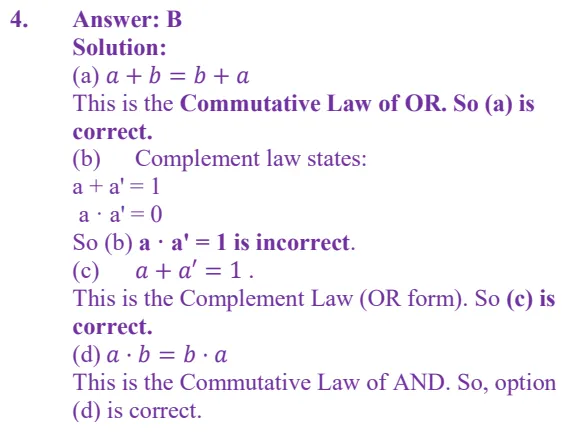 4. Answer: B
Solution:
(a) a + b = b + a
This is the Commutative Law of OR. So (a) is
correct.
(b) Complement law states:
a + a' = 1
a · a' = 0
So (b) a · a' = 1 is incorrect.
(c) a + a′ = 1 .
This is the Complement Law (OR form). So (c) is
correct.
(d) a · b = b · a
This is the Commutative Law of AND. So, option
(d) is correct.